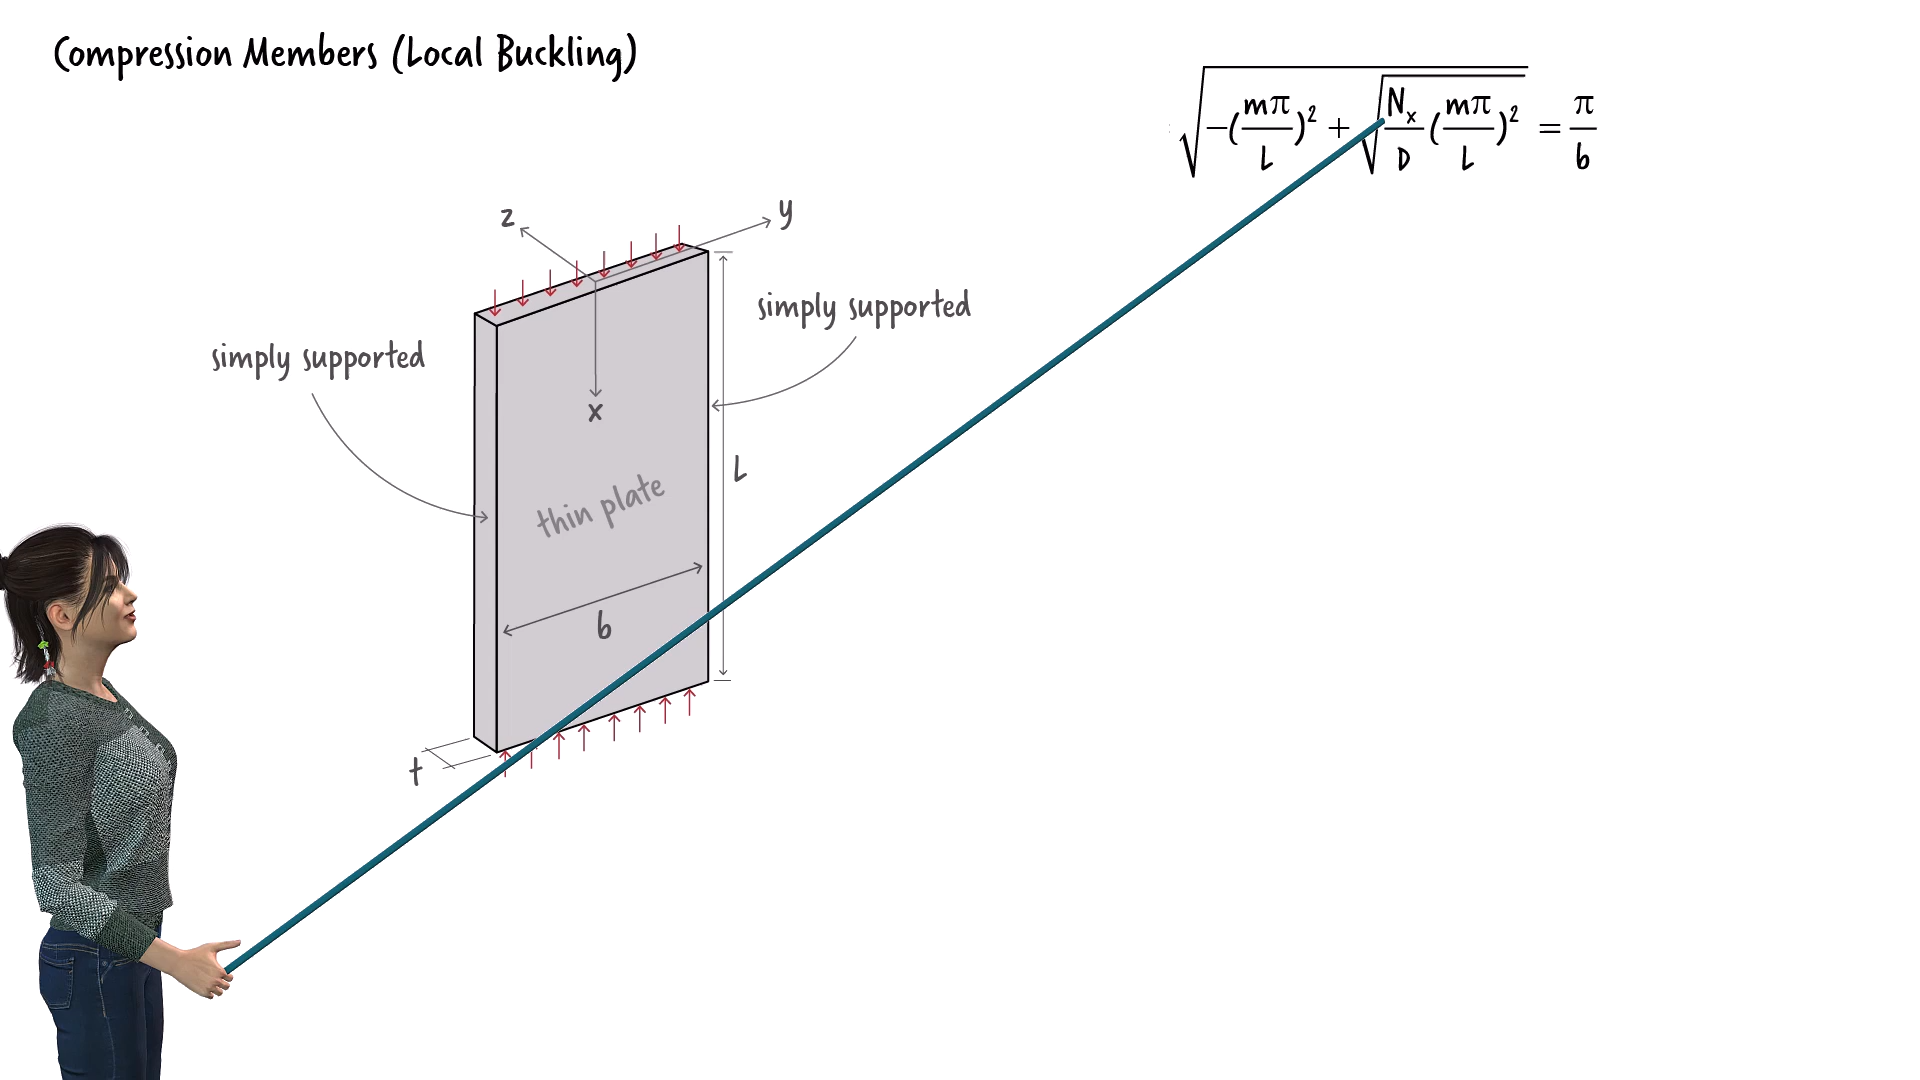 Compression Members (Local Buckling)
√(-(mπ/L)² + √(Nₓ/D (mπ/L)²)) = π/b
z
y
simply supported
simply supported
x
L
thin plate
b
t